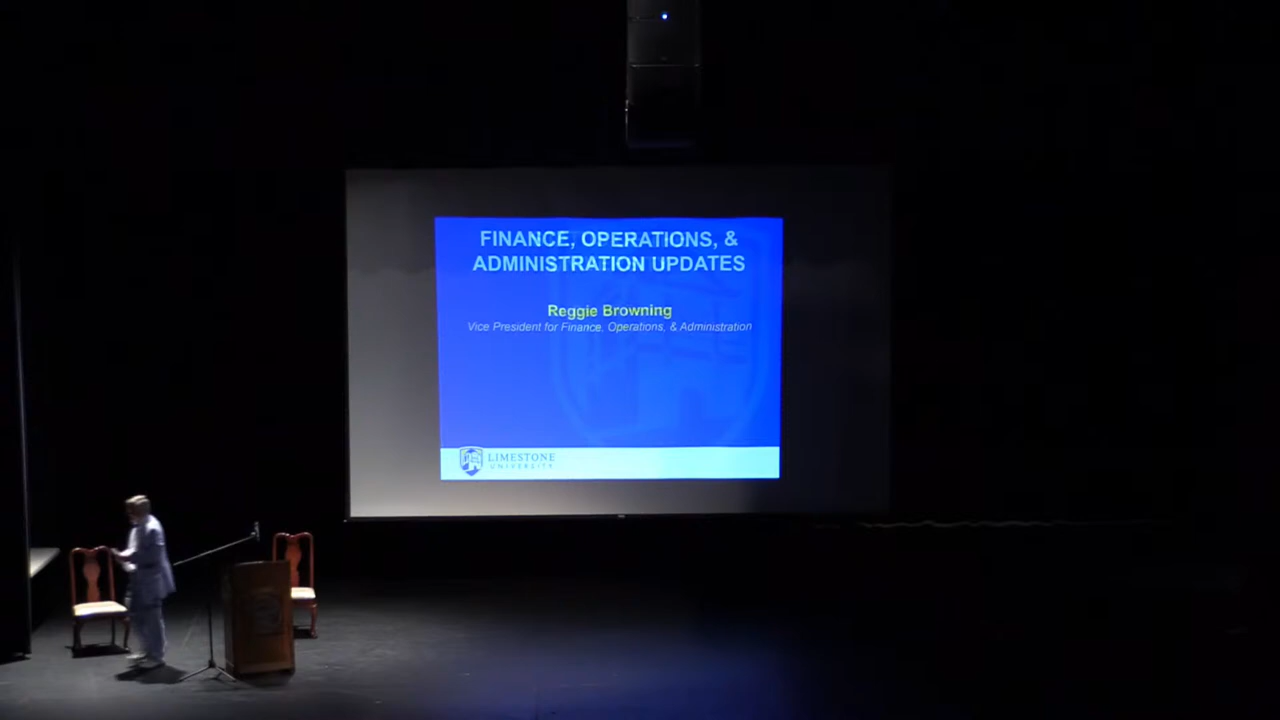 FINANCE, OPERATIONS, &
ADMINISTRATION UPDATES
Reggie Browning
Vice President for Finance, Operations, & Administration
LIMESTONE
UNIVERSITY